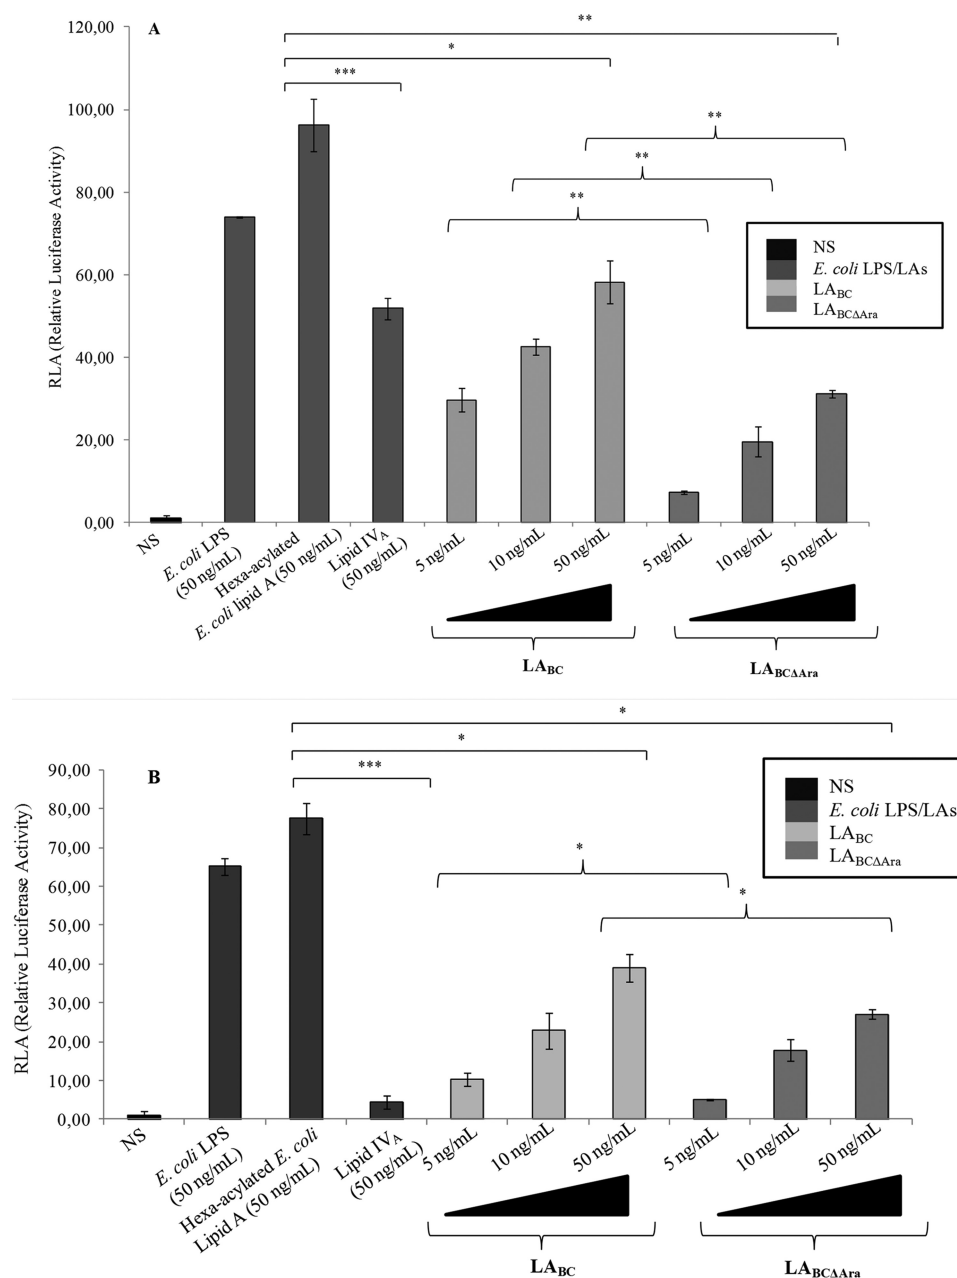 A
**
*
***
**
**
**
RLA (Relative Luciferase Activity)
120,00
100,00
80,00
60,00
40,00
20,00
0,00
NS
E. coli LPS/LAs
LABC
LABCΔAra
NS
E. coli LPS
(50 ng/mL)
Hexa-acylated
E. coli lipid A (50 ng/mL)
Lipid IVA
(50 ng/mL)
5 ng/mL
10 ng/mL
50 ng/mL
5 ng/mL
10 ng/mL
50 ng/mL
LABC
LABCΔAra
B
*
*
***
*
*
RLA (Relative Luciferase Activity)
90,00
80,00
70,00
60,00
50,00
40,00
30,00
20,00
10,00
0,00
NS
E. coli LPS/LAs
LABC
LABCΔAra
NS
E. coli LPS
(50 ng/mL)
Hexa-acylated E. coli
Lipid A (50 ng/mL)
Lipid IVA
(50 ng/mL)
5 ng/mL
10 ng/mL
50 ng/mL
5 ng/mL
10 ng/mL
50 ng/mL
LABC
LABCΔAra